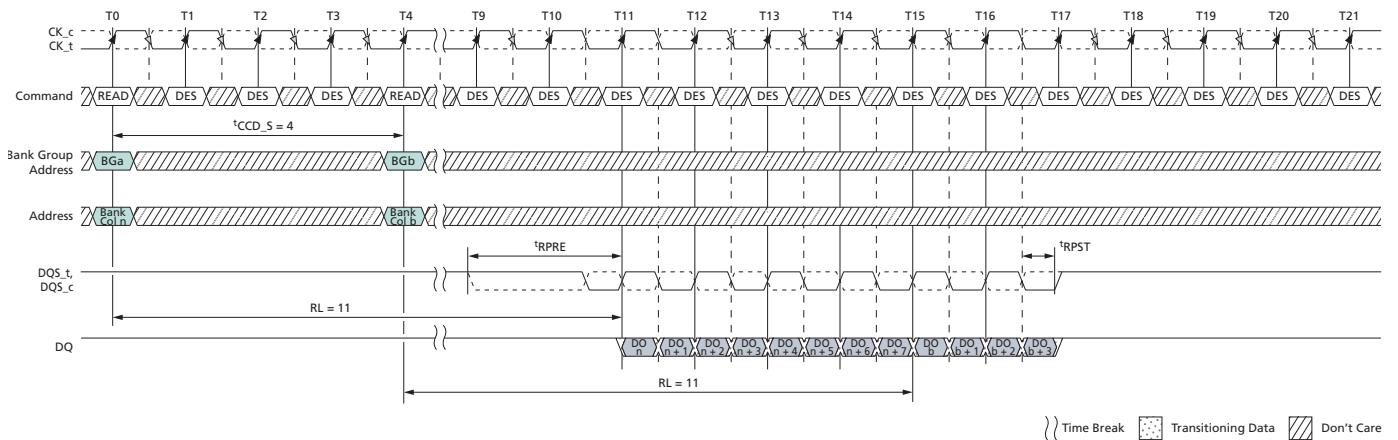 T0 T1 T2 T3 T4 T9 T10 T11 T12 T13 T14 T15 T16 T17 T18 T19 T20 T21
CK_c
CK_t
Command READ DES DES DES READ DES DES DES DES DES DES DES DES DES DES DES DES DES
tCCD_S = 4
Bank Group
Address
BGa BGb
Address
Bank
Col n
Bank
Col b
tRPRE tRPST
DQS_t,
DQS_c
RL = 11
DQ
DO
n
DO
n + 1
DO
n + 2
DO
n + 3
DO
n + 4
DO
n + 5
DO
n + 6
DO
n + 7
DO
b
DO
b + 1
DO
b + 2
DO
b + 3
RL = 11
Time Break Transitioning Data Don't Care